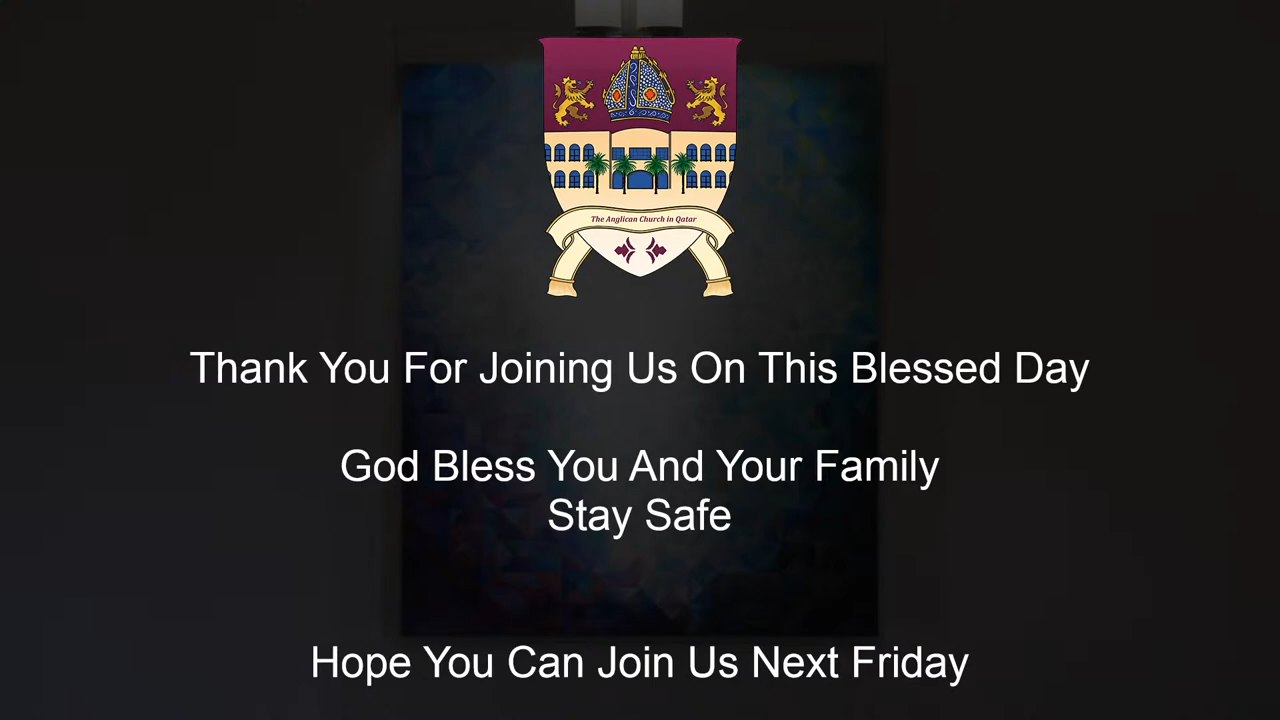 The Anglican Church in Qatar
Thank You For Joining Us On This Blessed Day
God Bless You And Your Family
Stay Safe
Hope You Can Join Us Next Friday